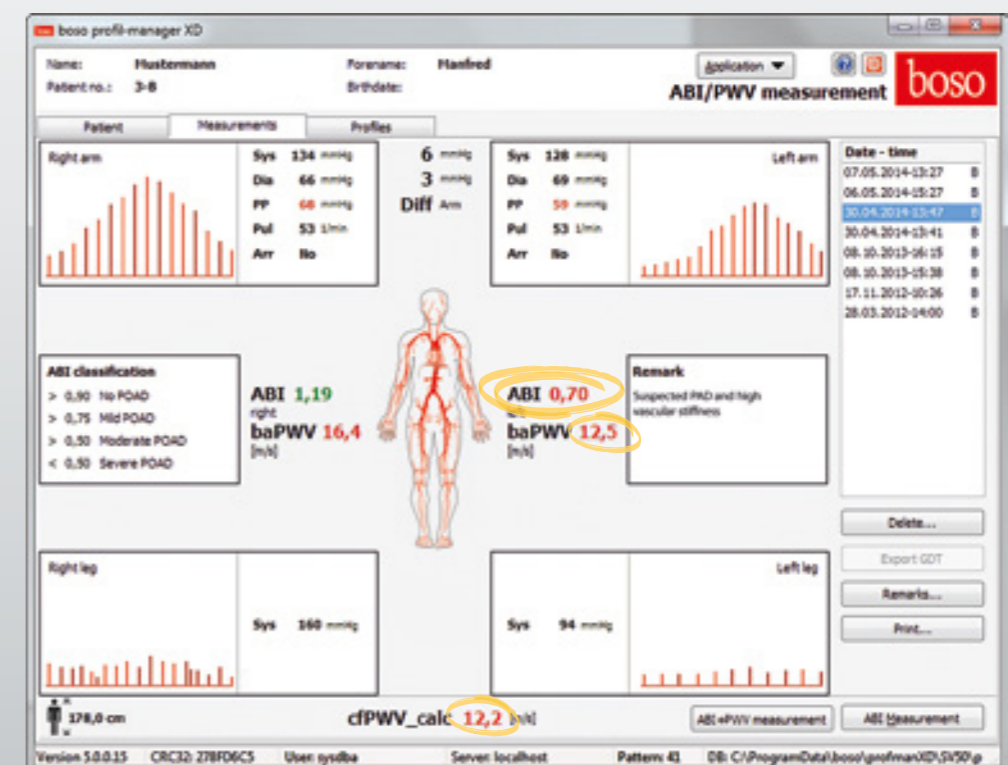 boso profil-manager XD
Name: Mustermann Forename: Manfred Application
Patient no.: 3-8 Birthdate: ABI/PWV measurement boso
Patient Measurements Profiles
Right arm
Sys 134 mmHg
Dia 66 mmHg
PP 68 mmHg
Pul 53 1/min
Arr No
6 mmHg
3 mmHg
Diff Arm
Sys 128 mmHg
Dia 69 mmHg
PP 59 mmHg
Pul 53 1/min
Arr No
Left arm
Date - time
07.05.2014-13:27 B
06.05.2014-15:27 B
30.04.2014-13:47 B
30.04.2014-13:41 B
08.10.2013-16:15 B
08.10.2013-15:38 B
17.11.2012-10:26 B
28.03.2012-14:00 B
ABI classification
> 0,90 No POAD
> 0,75 Mild POAD
> 0,50 Moderate POAD
< 0,50 Severe POAD
ABI 1,19
right
baPWV 16,4
[m/s]
ABI 0,70
baPWV 12,5
[m/s]
Remark
Suspected PAD and high
vascular stiffness
Delete...
Export GDT
Remarks...
Print...
Right leg
Sys 160 mmHg
Sys 94 mmHg
Left leg
178,0 cm cfPWV_calc 12,2 [m/s] ABI+PWV measurement ABI Measurement
Version 5.0.0.15 CRC32: 278FD6C5 User: sysdba Server: localhost Pattern: 41 DB: C:\ProgramData\boso\profmanXD\SV50\p